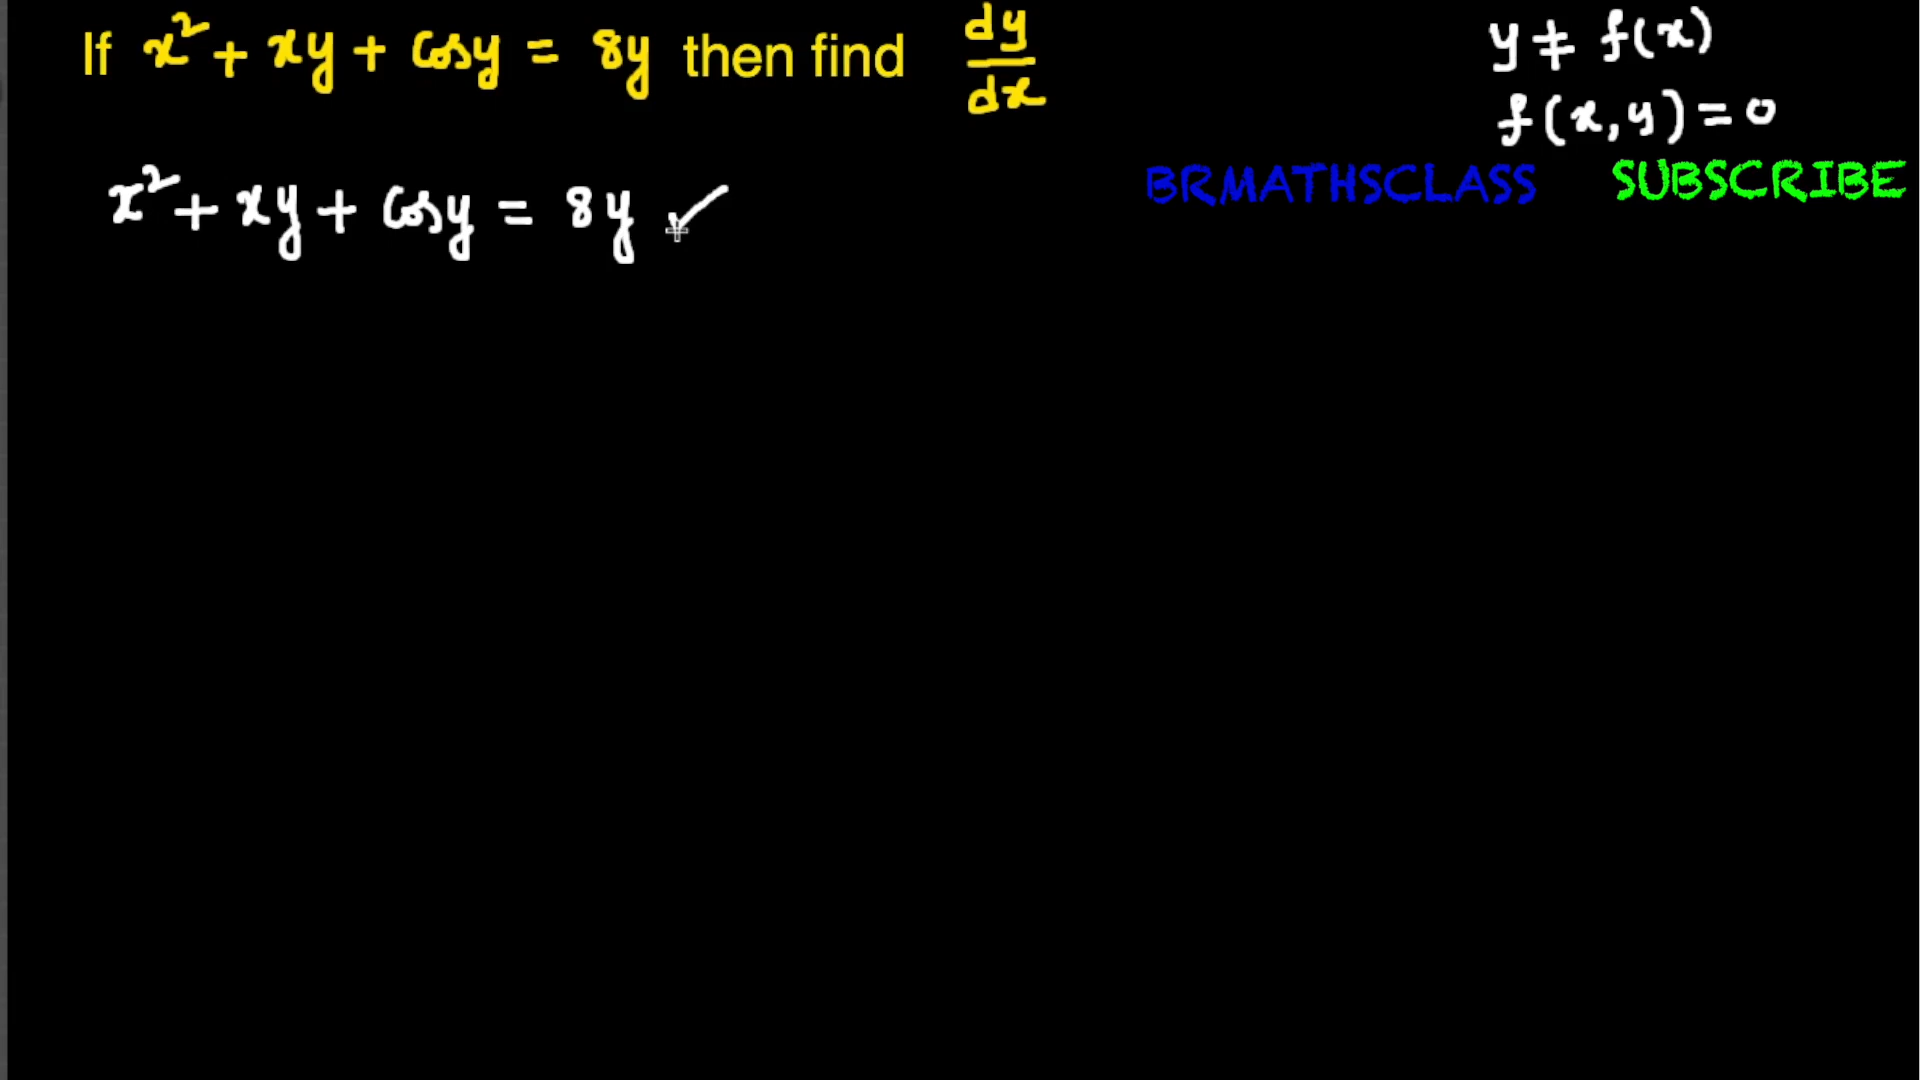 If x² + xy + cosy = 8y then find dy/dx
y ≠ f(x)
f(x,y) = 0
BRMATHSCLASS SUBSCRIBE
x² + xy + cosy = 8y ✓